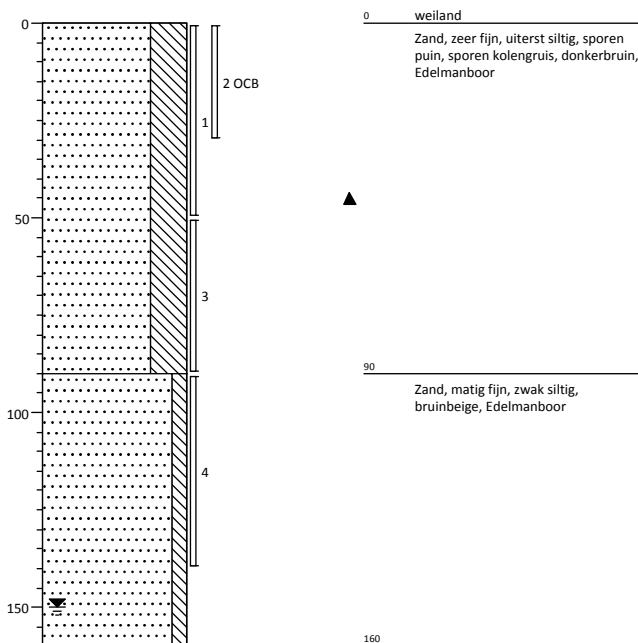 0
50
100
150
1
2 OCB
3
4
0
weiland
Zand, zeer fijn, uiterst siltig, sporen
puin, sporen kolengruis, donkerbruin,
Edelmanboor
90
Zand, matig fijn, zwak siltig,
bruinbeige, Edelmanboor
160